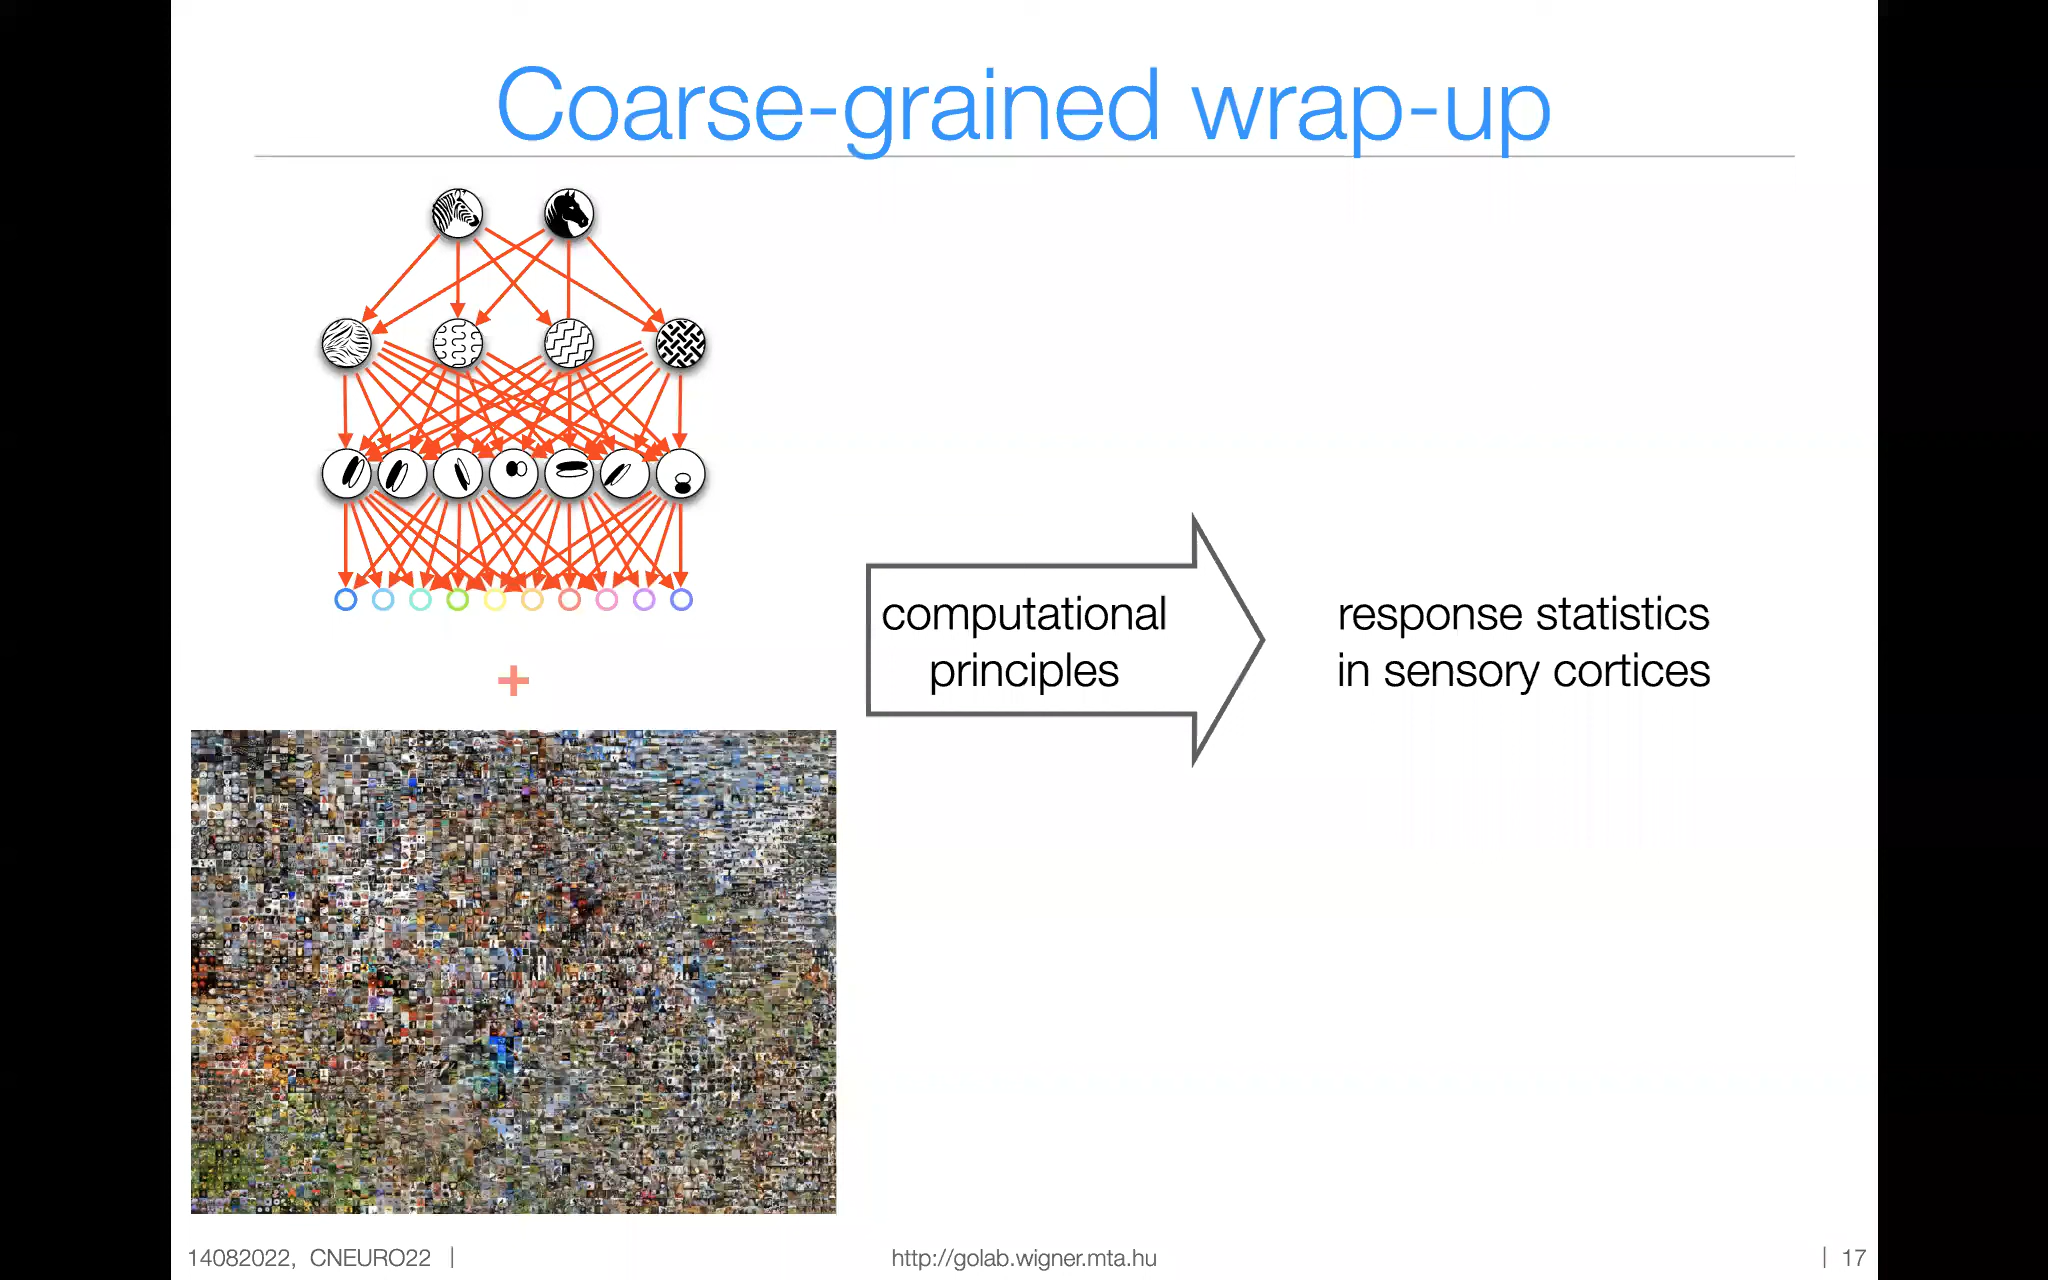 Coarse-grained wrap-up
+
computational
principles
response statistics
in sensory cortices
14082022, CNEURO22 |
http://golab.wigner.mta.hu
| 17